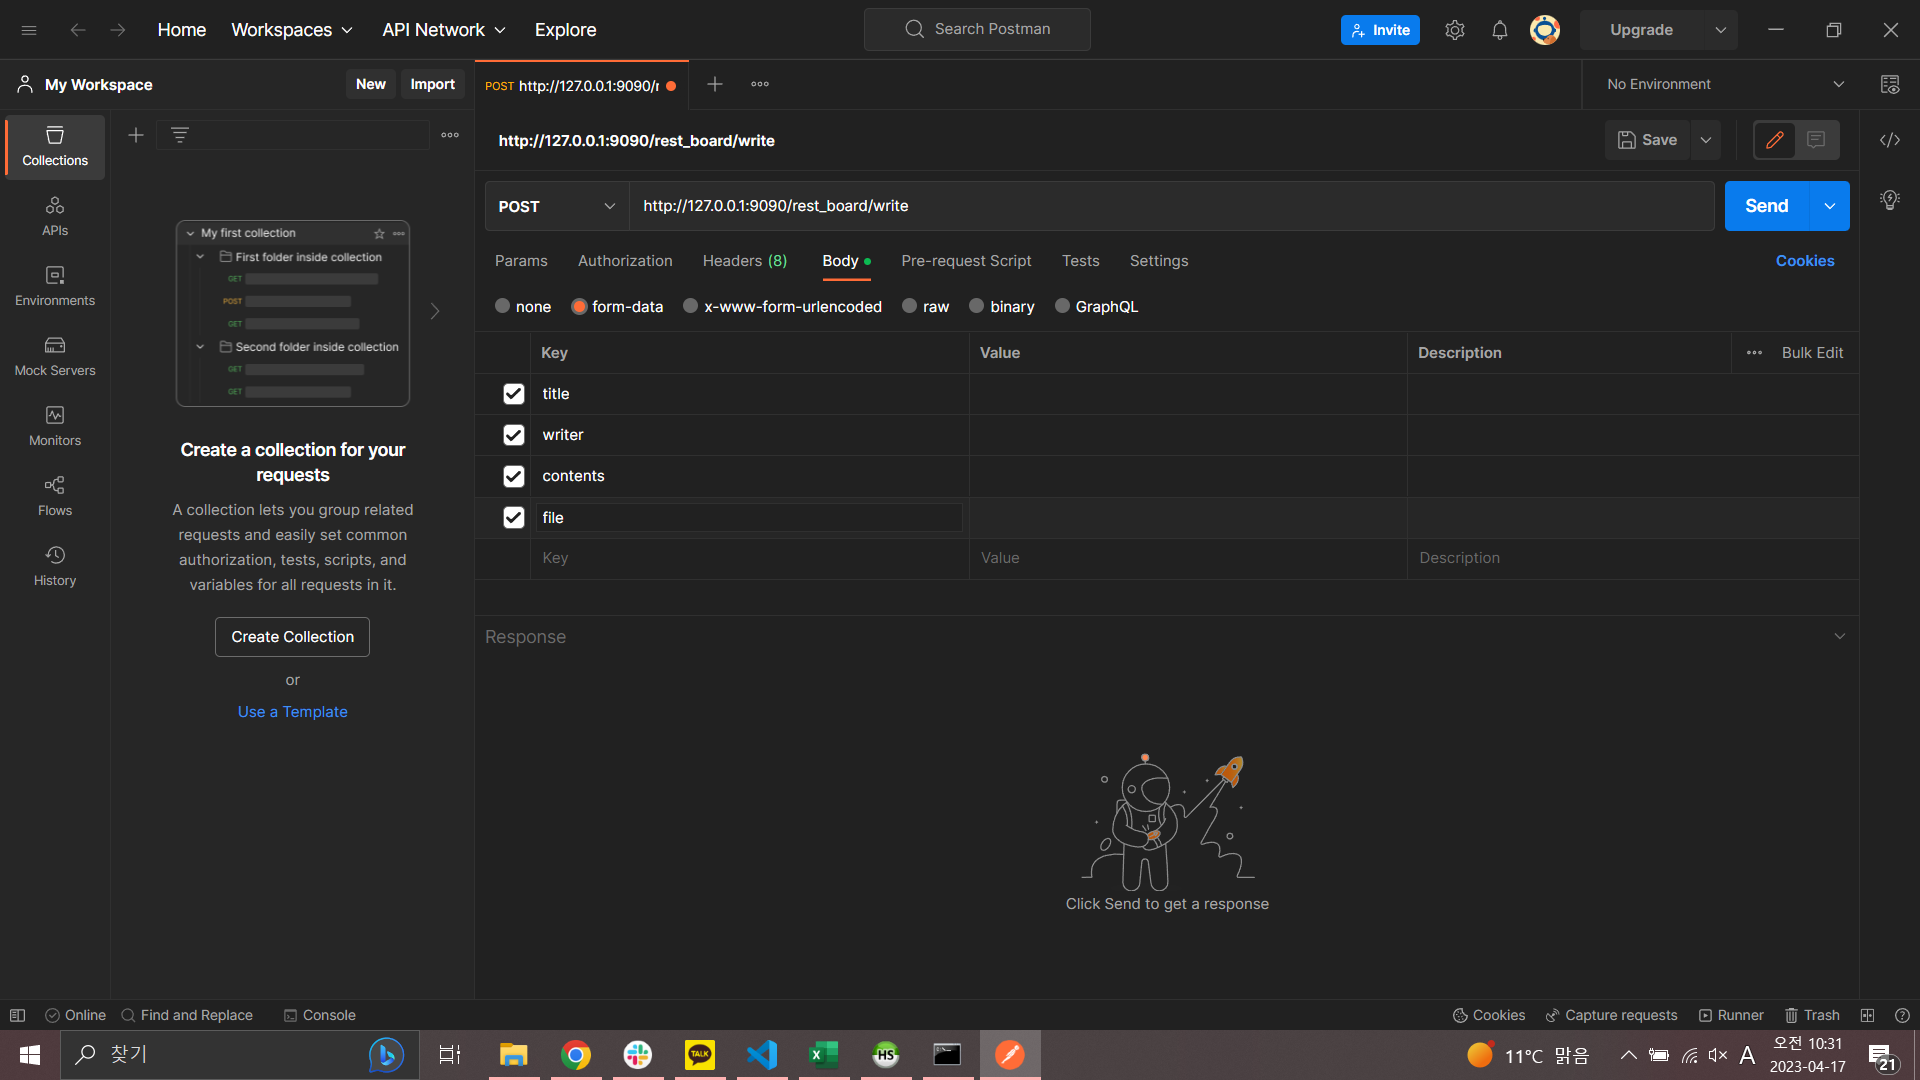 Home Workspaces API Network Explore Search Postman Invite Upgrade
My Workspace New Import POST http://127.0.0.1:9090/r No Environment
Collections
APIs
Environments
Mock Servers
Monitors
Flows
History
My first collection
First folder inside collection
GET
POST
GET
Second folder inside collection
GET
GET
Create a collection for your
requests
A collection lets you group related
requests and easily set common
authorization, tests, scripts, and
variables for all requests in it.
Create Collection
or
Use a Template
http://127.0.0.1:9090/rest_board/write Save
POST http://127.0.0.1:9090/rest_board/write Send
Params Authorization Headers (8) Body Pre-request Script Tests Settings Cookies
none form-data x-www-form-urlencoded raw binary GraphQL
Key Value Description Bulk Edit
title
writer
contents
file
Key Value Description
Response
Click Send to get a response
Online Find and Replace Console Cookies Capture requests Runner Trash
찾기 TALK HS 11°C 맑음 A 오전 10:31
2023-04-17 21